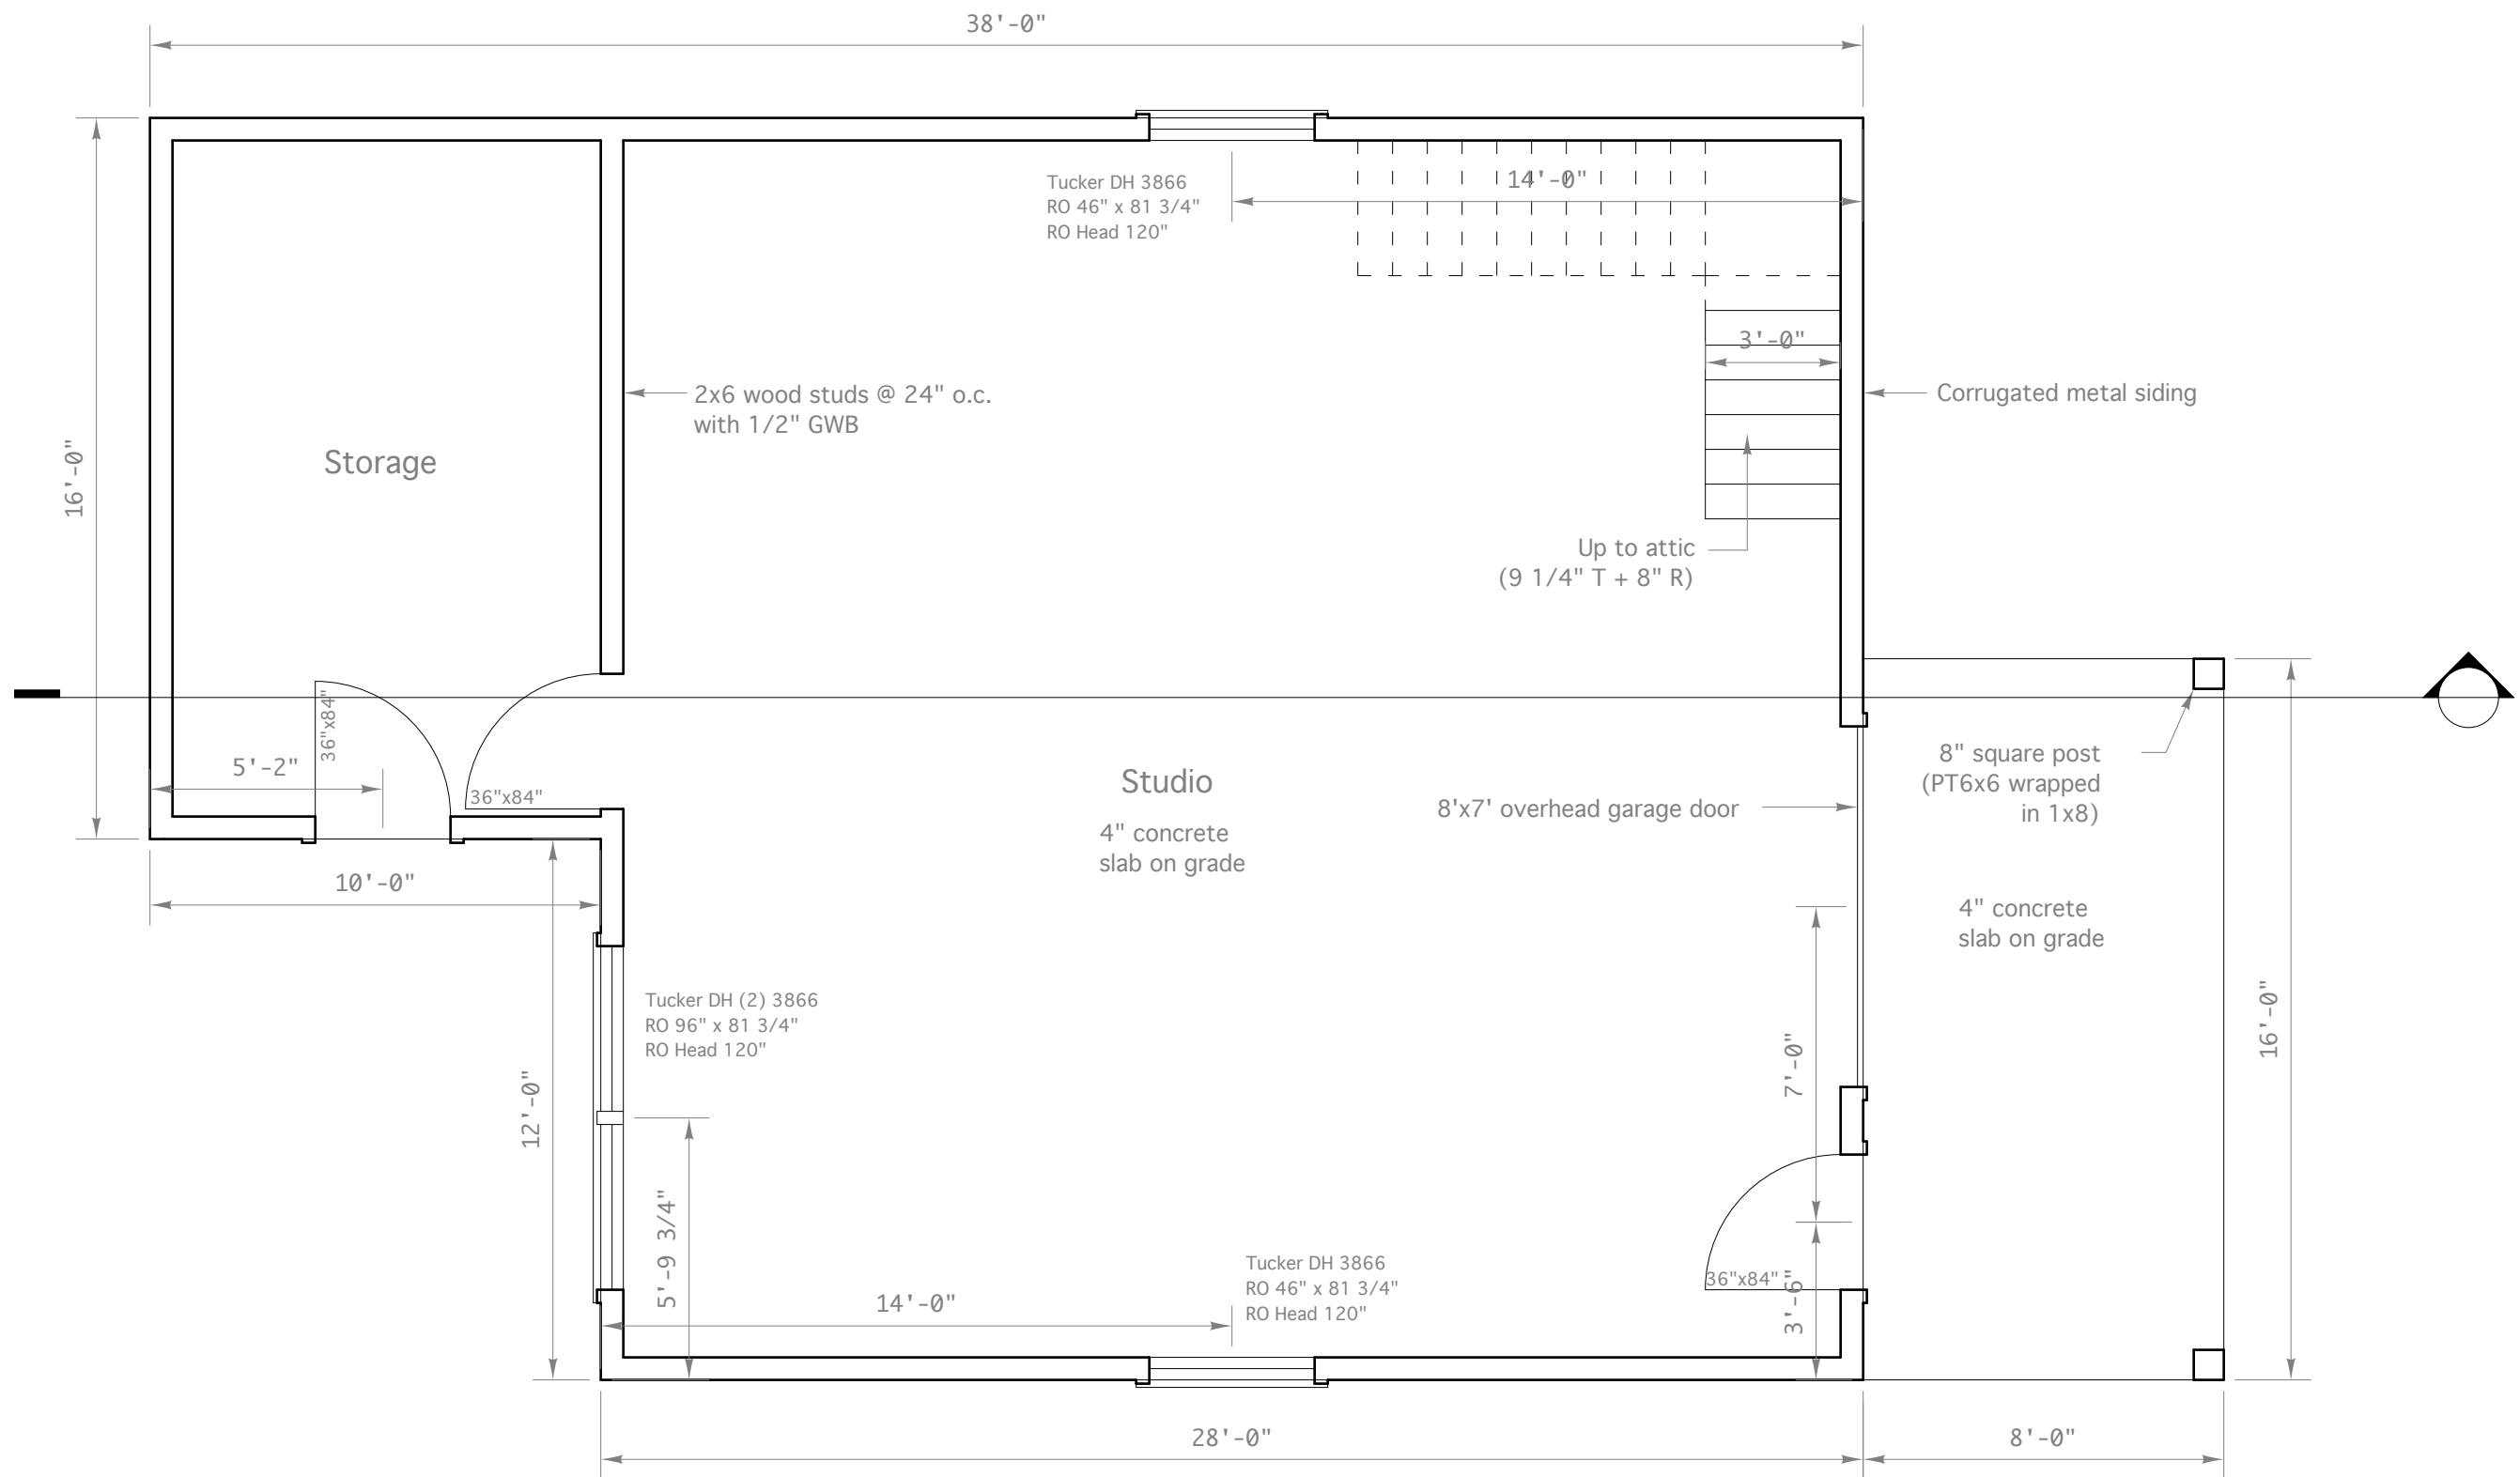 38'-0"
Tucker DH 3866
RO 46" x 81 3/4"
RO Head 120"
14'-0"
3'-0"
2x6 wood studs @ 24" o.c.
with 1/2" GWB
Corrugated metal siding
Storage
16'-0"
Up to attic
(9 1/4" T + 8" R)
36"x84"
5'-2"
36"x84"
Studio
4" concrete
slab on grade
8'x7' overhead garage door
8" square post
(PT6x6 wrapped
in 1x8)
10'-0"
4" concrete
slab on grade
Tucker DH (2) 3866
RO 96" x 81 3/4"
RO Head 120"
12'-0"
7'-0"
16'-0"
5'-9 3/4"
14'-0"
Tucker DH 3866
RO 46" x 81 3/4"
RO Head 120"
36"x84"
3'-6"
28'-0"
8'-0"